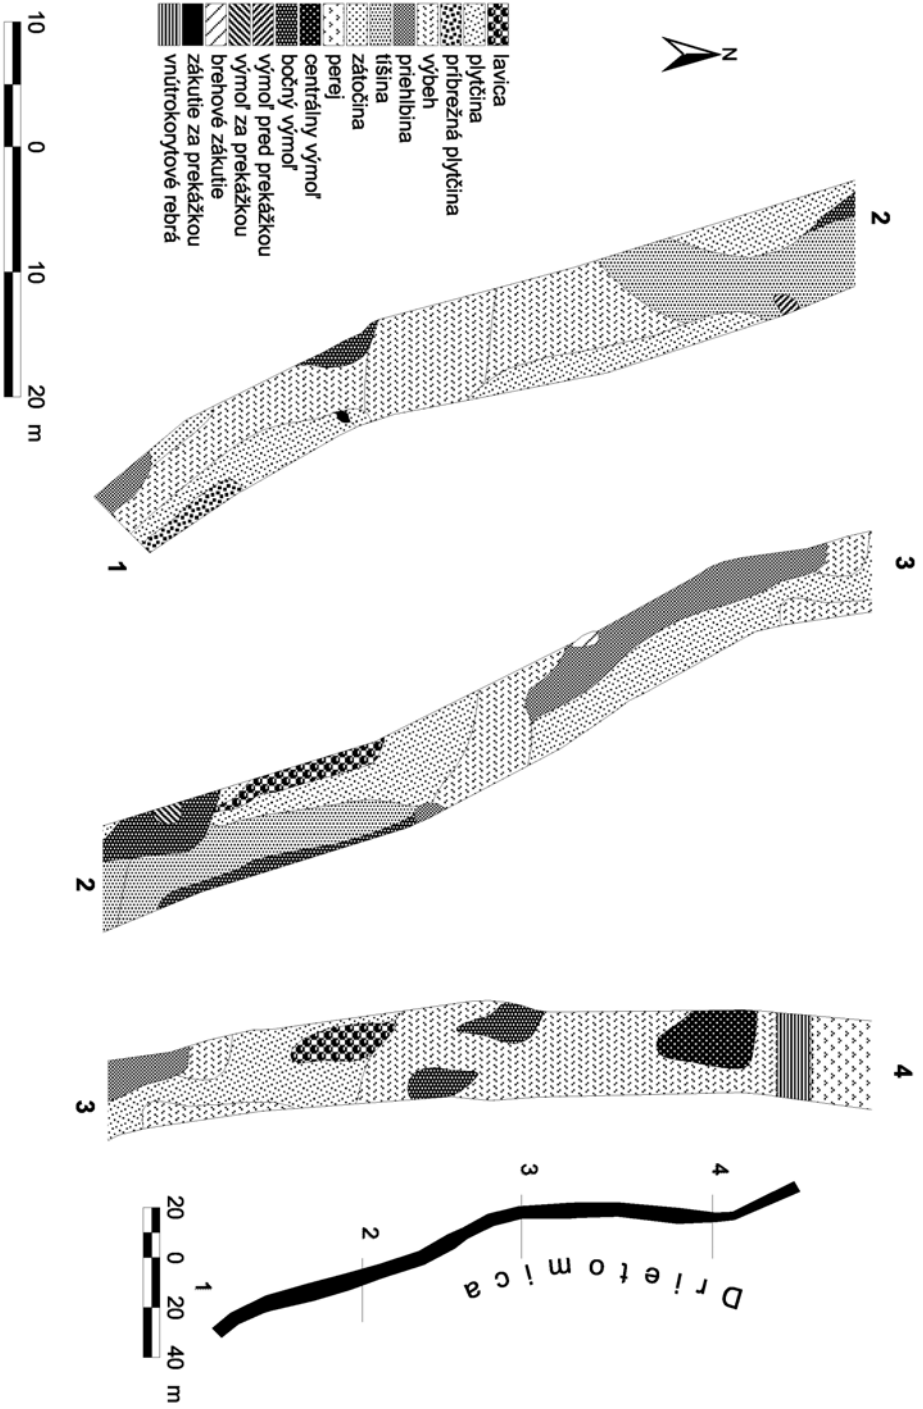 N
lavica
plytčina
príbrežná plytčina
výbeh
priehlbina
tíšina
zátočina
perej
centrálny výmoľ
bočný výmoľ
výmoľ pred prekážkou
výmoľ za prekážkou
brehové zákutie
zákutie za prekážkou
vnútrokorytové rebrá
10 0 10 20 m
2
1
3
2
4
3
Drietomica
4
3
2
1
20 0 20 40 m